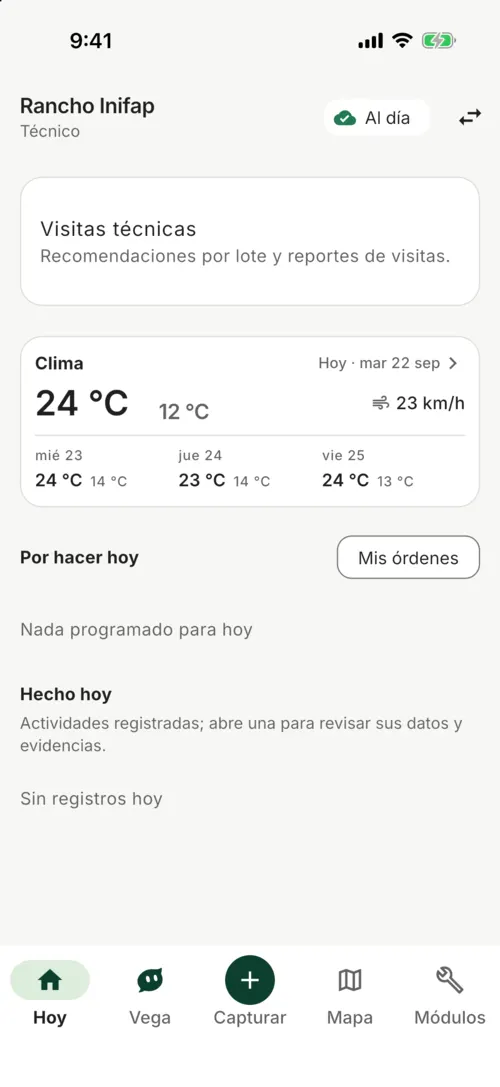 9:41
Rancho Inifap
Técnico
Al día
Visitas técnicas
Recomendaciones por lote y reportes de visitas.
Clima
Hoy · mar 22 sep
24 °C 12 °C
23 km/h
mié 23 jue 24 vie 25
24 °C 14 °C 23 °C 14 °C 24 °C 13 °C
Por hacer hoy
Mis órdenes
Nada programado para hoy
Hecho hoy
Actividades registradas; abre una para revisar sus datos y
evidencias.
Sin registros hoy
Hoy Vega Capturar Mapa Módulos